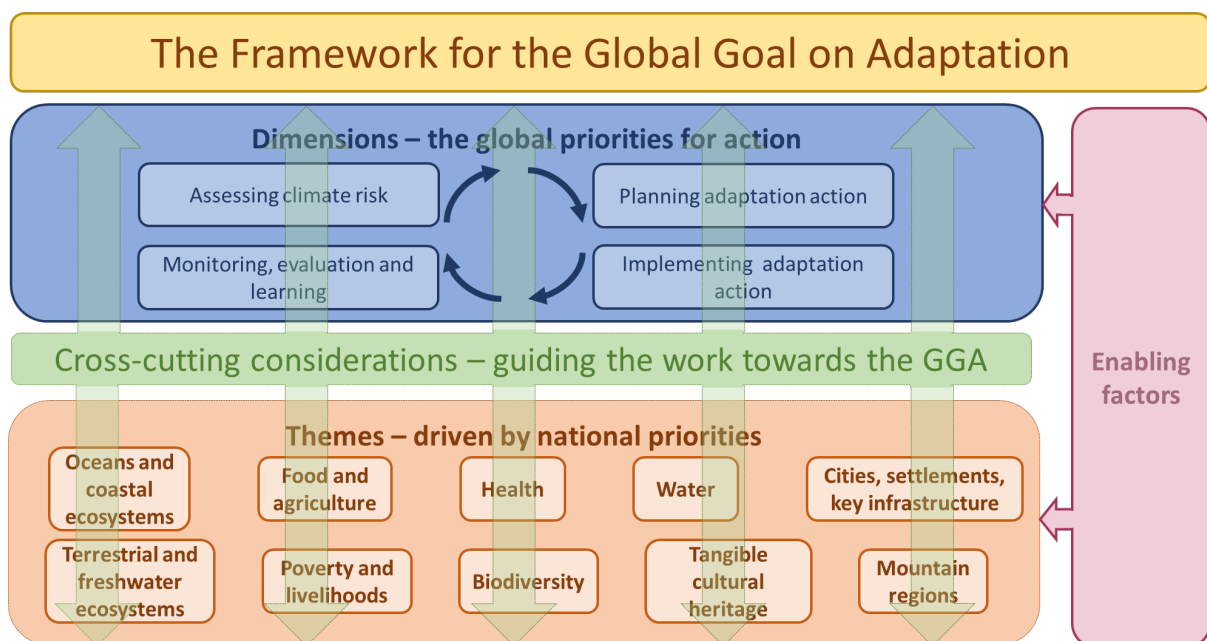 The Framework for the Global Goal on Adaptation
Dimensions – the global priorities for action
Assessing climate risk
Planning adaptation action
Monitoring, evaluation and
learning
Implementing adaptation
action
Cross-cutting considerations – guiding the work towards the GGA
Enabling
factors
Themes – driven by national priorities
Oceans and
coastal
ecosystems
Food and
agriculture
Health
Water
Cities, settlements,
key infrastructure
Terrestrial and
freshwater
ecosystems
Poverty and
livelihoods
Biodiversity
Tangible
cultural
heritage
Mountain
regions